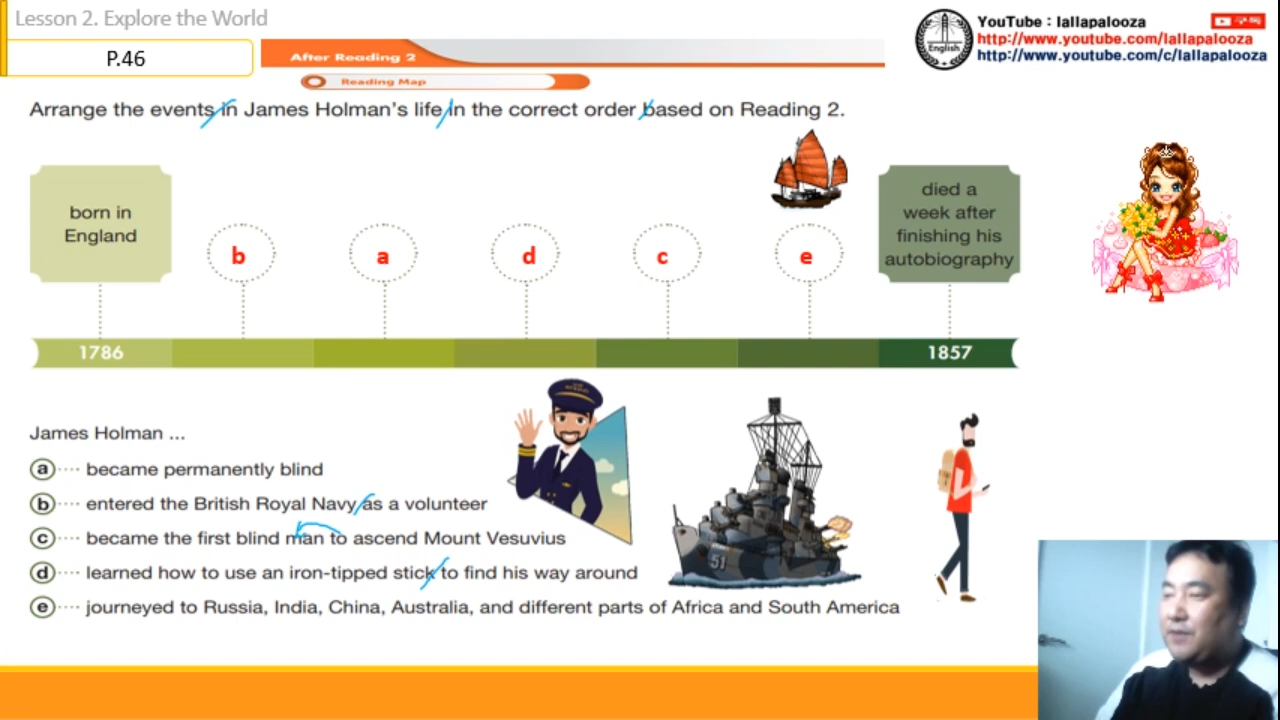 Lesson 2. Explore the World
P.46
After Reading 2
Reading Map
English
YouTube : lallapalooza
http://www.youtube.com/lallapalooza
http://www.youtube.com/c/lallapalooza
Arrange the events in James Holman's life in the correct order based on Reading 2.
born in
England
b
a
d
c
e
died a
week after
finishing his
autobiography
1786
1857
James Holman ...
a ···· became permanently blind
b ···· entered the British Royal Navy as a volunteer
c ···· became the first blind man to ascend Mount Vesuvius
d ···· learned how to use an iron-tipped stick to find his way around
e ···· journeyed to Russia, India, China, Australia, and different parts of Africa and South America
51